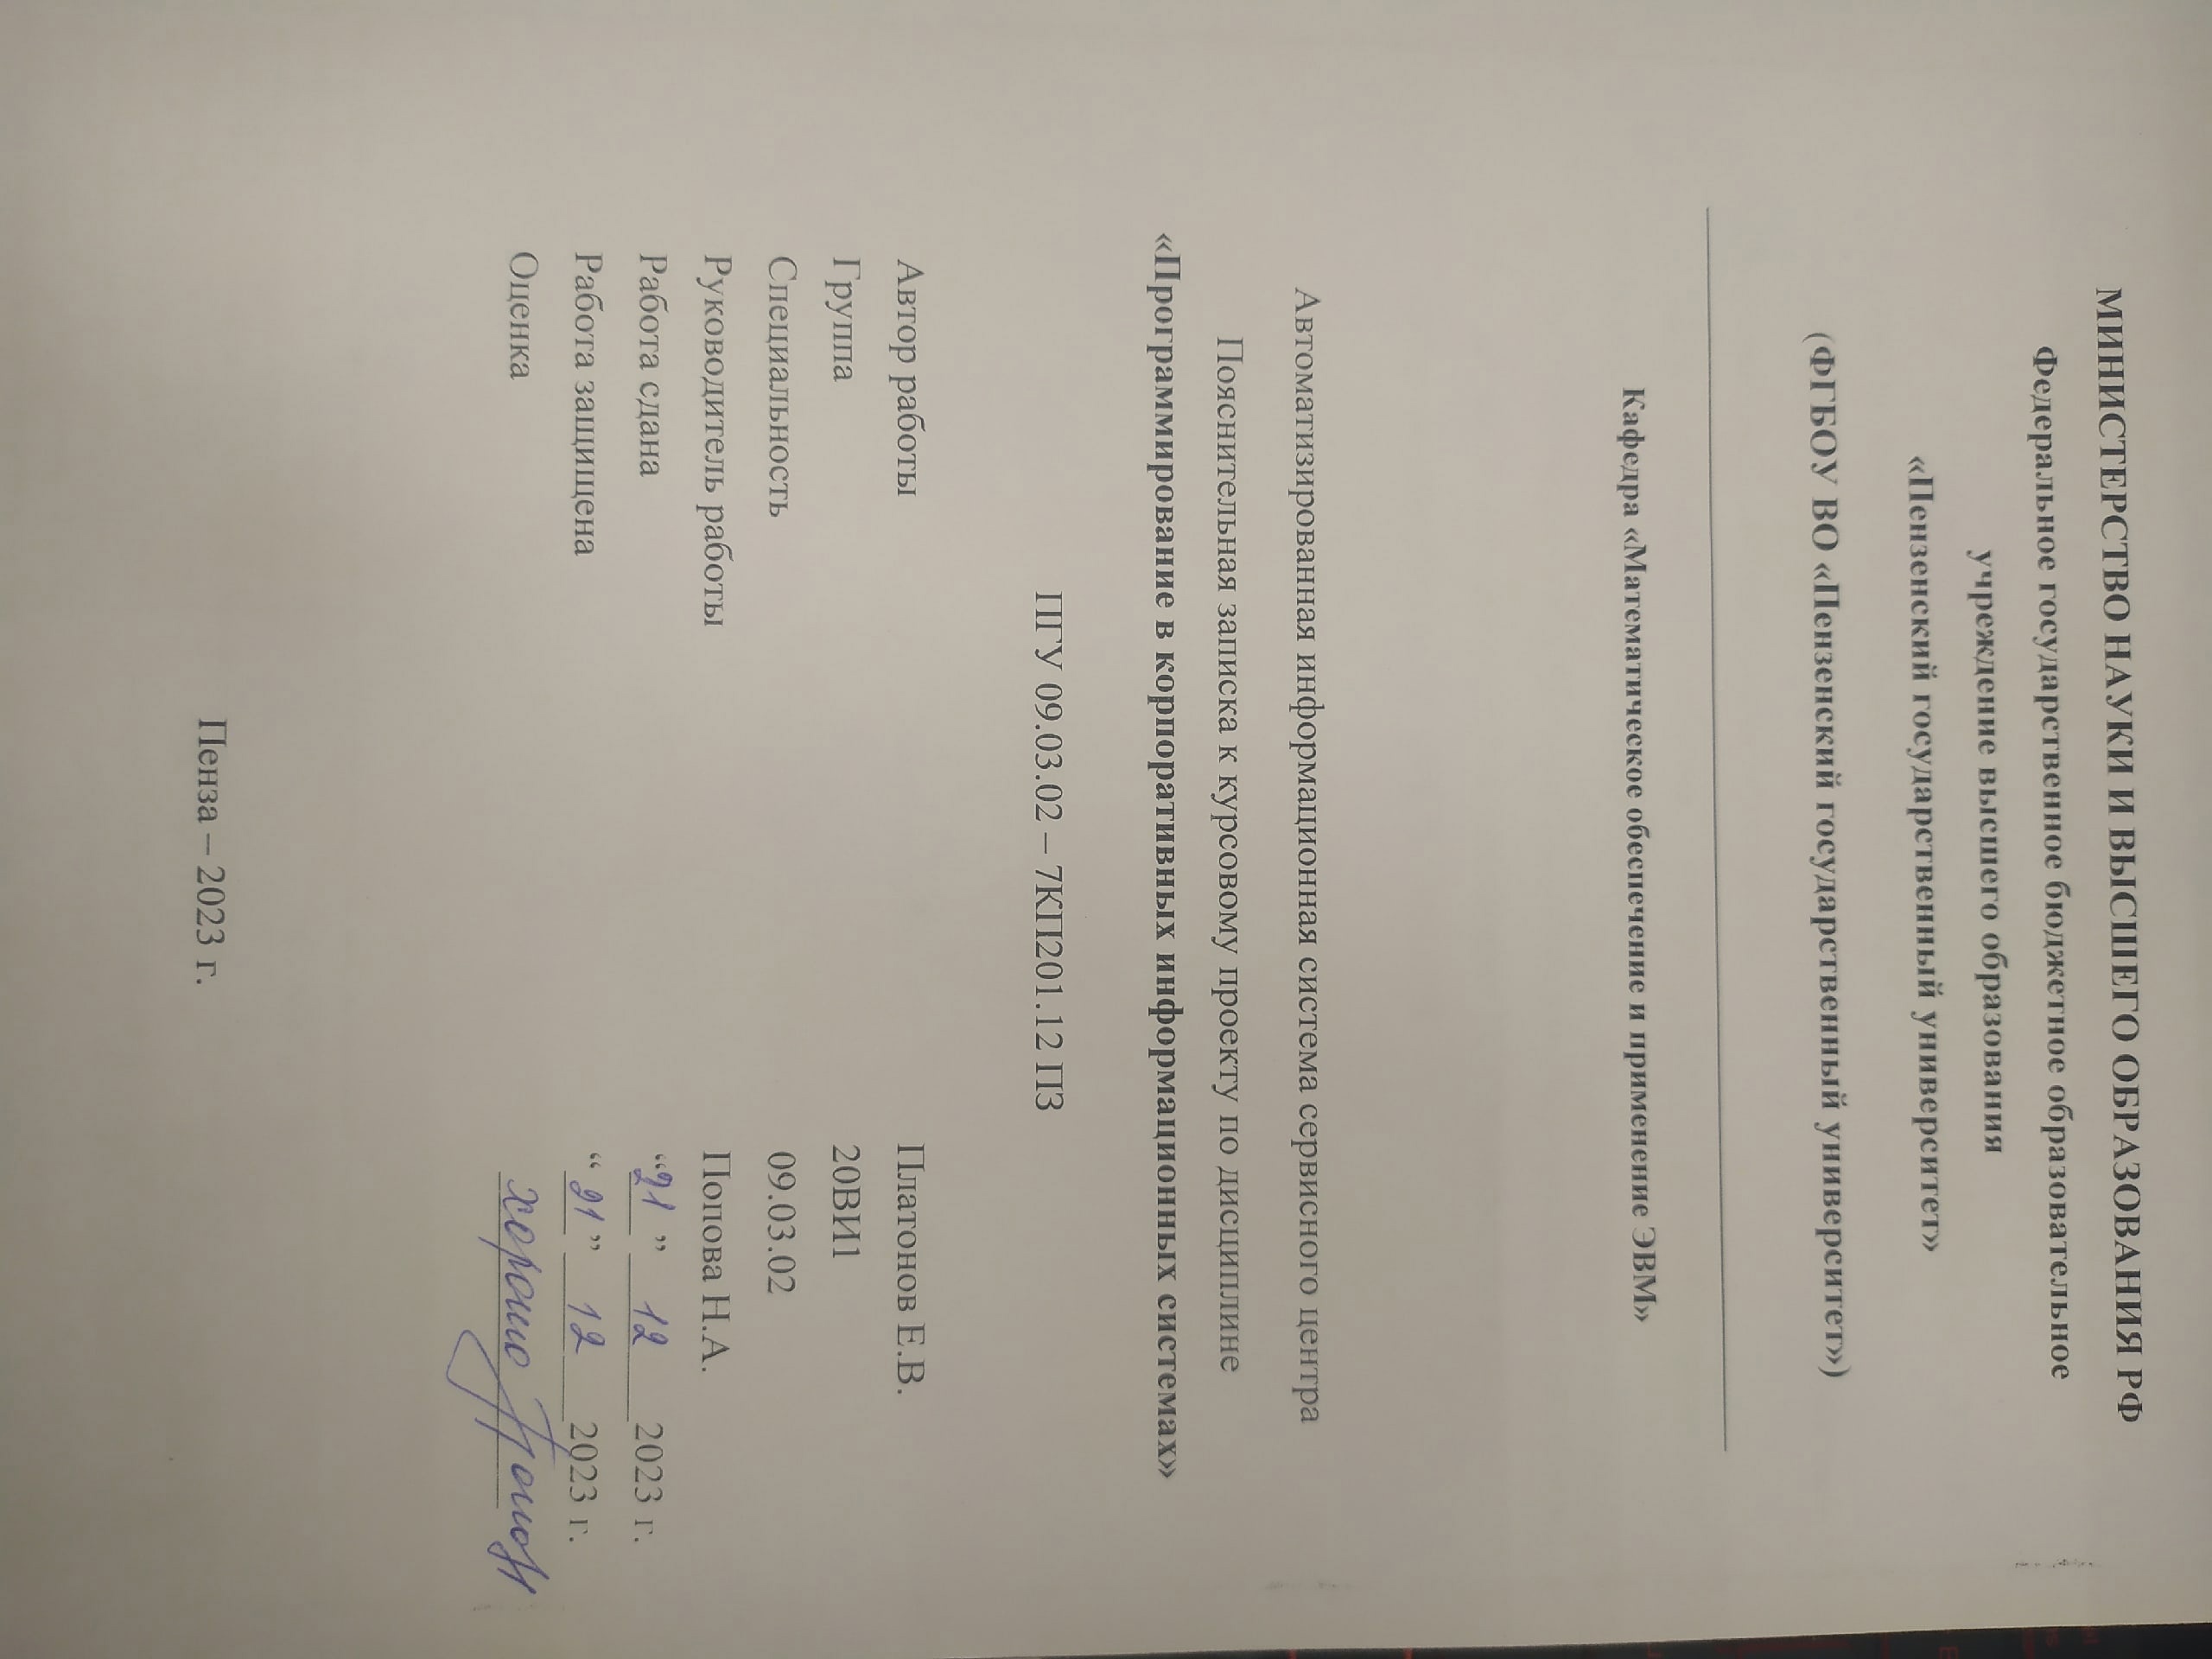 МИНИСТЕРСТВО НАУКИ И ВЫСШЕГО ОБРАЗОВАНИЯ РФ
Федеральное государственное бюджетное образовательное
учреждение высшего образования
«Пензенский государственный университет»
(ФГБОУ ВО «Пензенский государственный университет»)
Кафедра «Математическое обеспечение и применение ЭВМ»
Автоматизированная информационная система сервисного центра
Пояснительная записка к курсовому проекту по дисциплине
«Программирование в корпоративных информационных системах»
ПГУ 09.03.02 – 7КП201.12 ПЗ
Автор работы Платонов Е.В.
Группа 20ВИ1
Специальность 09.03.02
Руководитель работы Попова Н.А.
Работа сдана “21” 12 2023 г.
Работа защищена “21” 12 2023 г.
Оценка хорошо
Пенза – 2023 г.